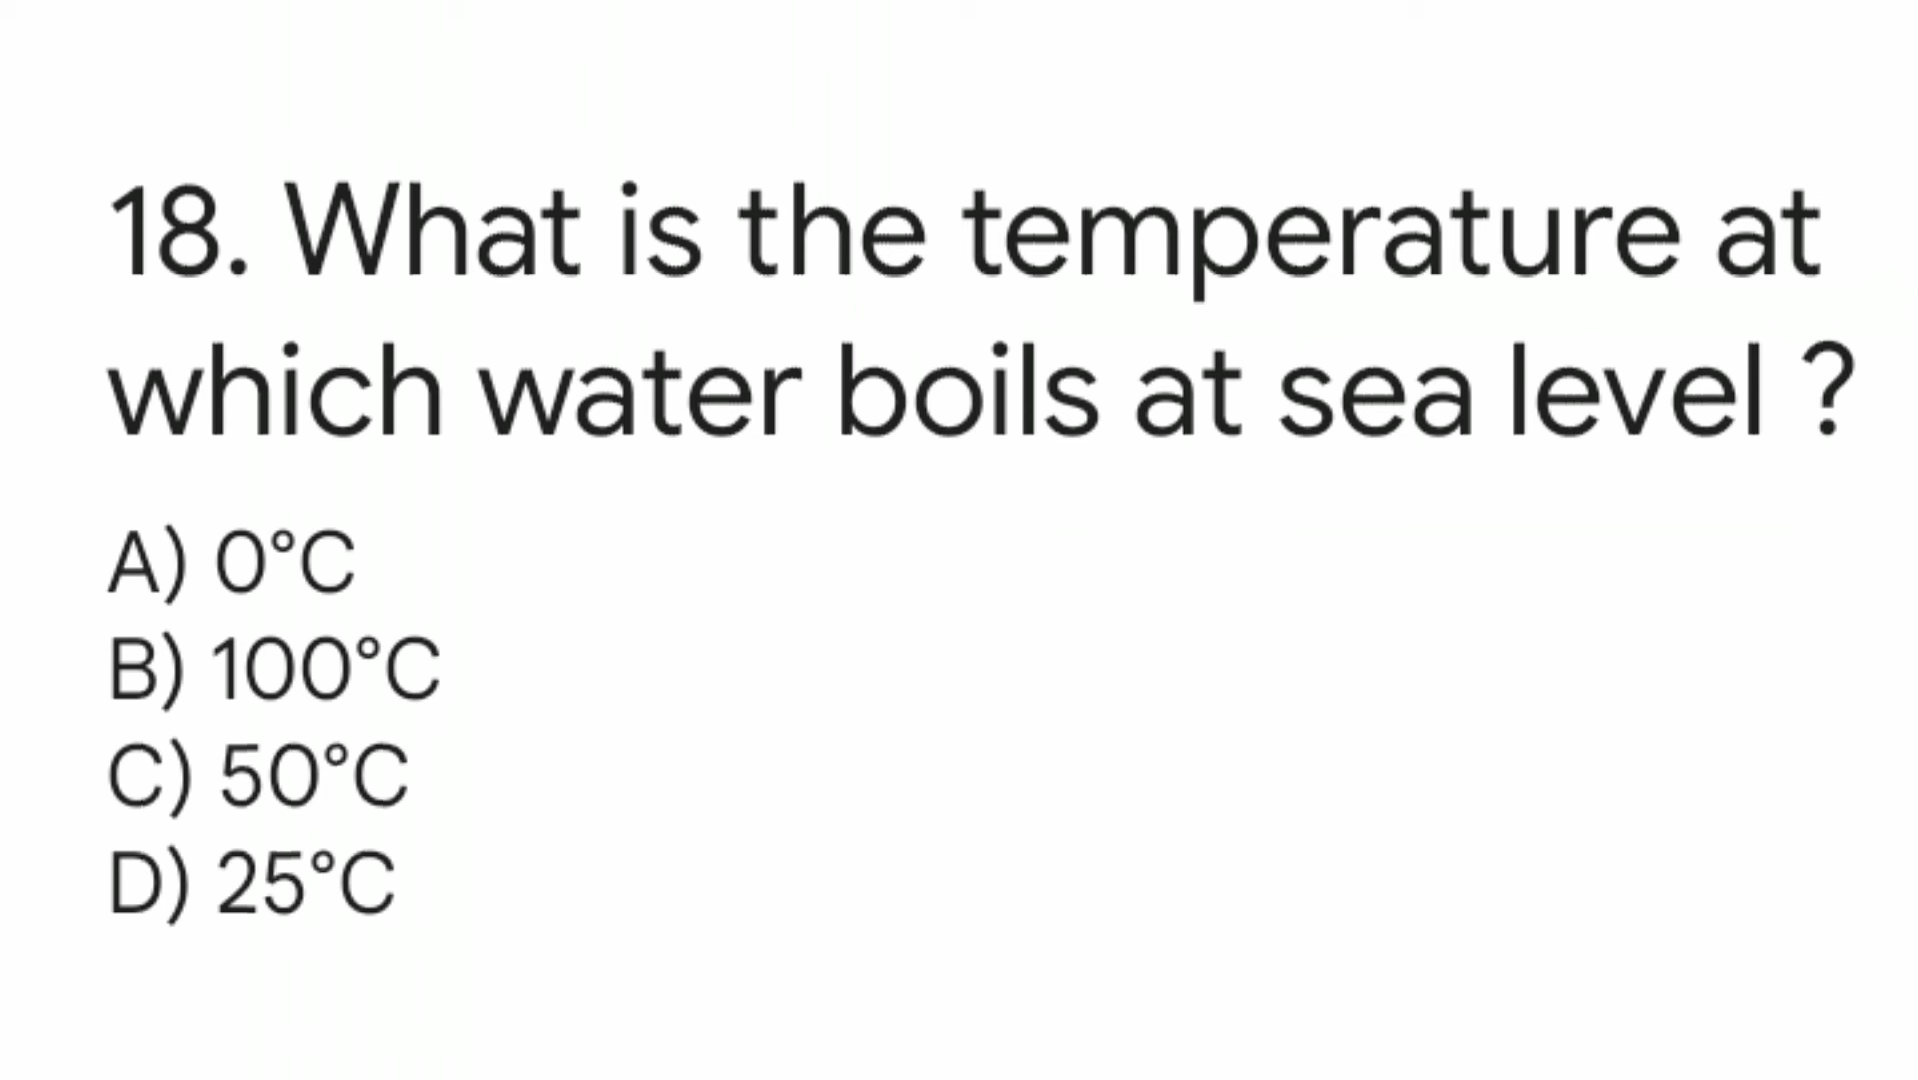 18. What is the temperature at
which water boils at sea level ?
A) 0°C
B) 100°C
C) 50°C
D) 25°C